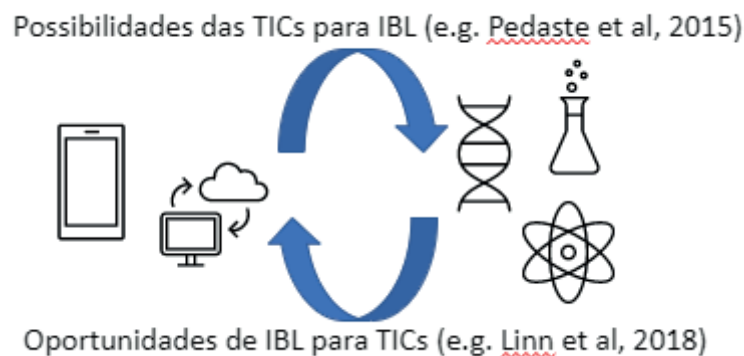 Possibilidades das TICs para IBL (e.g. Pedaste et al, 2015)
Oportunidades de IBL para TICs (e.g. Linn et al, 2018)